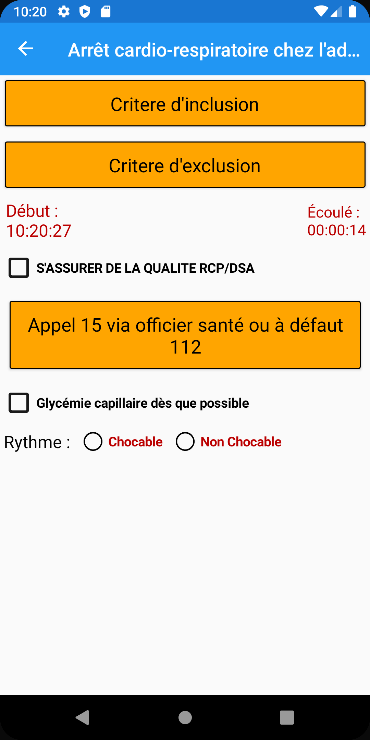 10:20
Arrêt cardio-respiratoire chez l'ad...
Critere d'inclusion
Critere d'exclusion
Début :
10:20:27
Écoulé :
00:00:14
S'ASSURER DE LA QUALITE RCP/DSA
Appel 15 via officier santé ou à défaut
112
Glycémie capillaire dès que possible
Rythme : Chocable Non Chocable